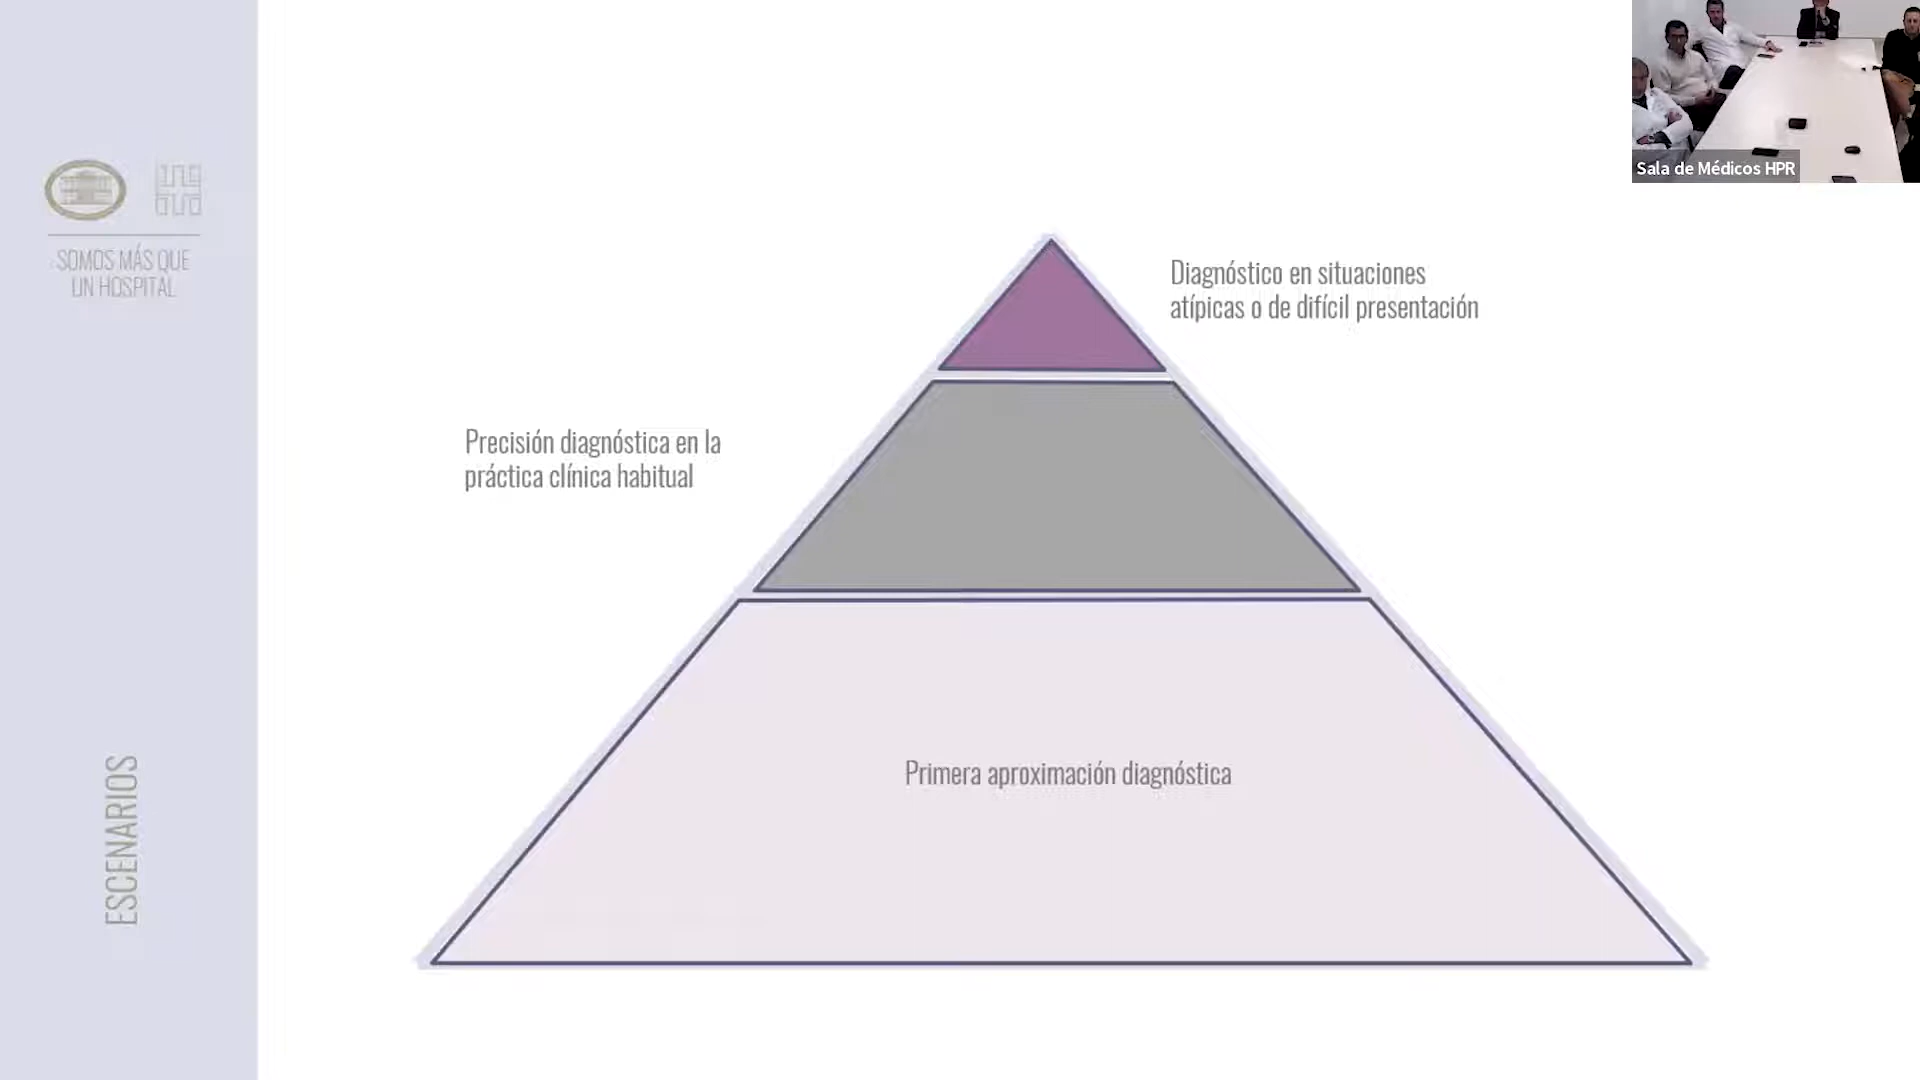 SOMOS MÁS QUE
UN HOSPITAL
ESCENARIOS
Diagnóstico en situaciones
atípicas o de difícil presentación
Precisión diagnóstica en la
práctica clínica habitual
Primera aproximación diagnóstica
Sala de Médicos HPR